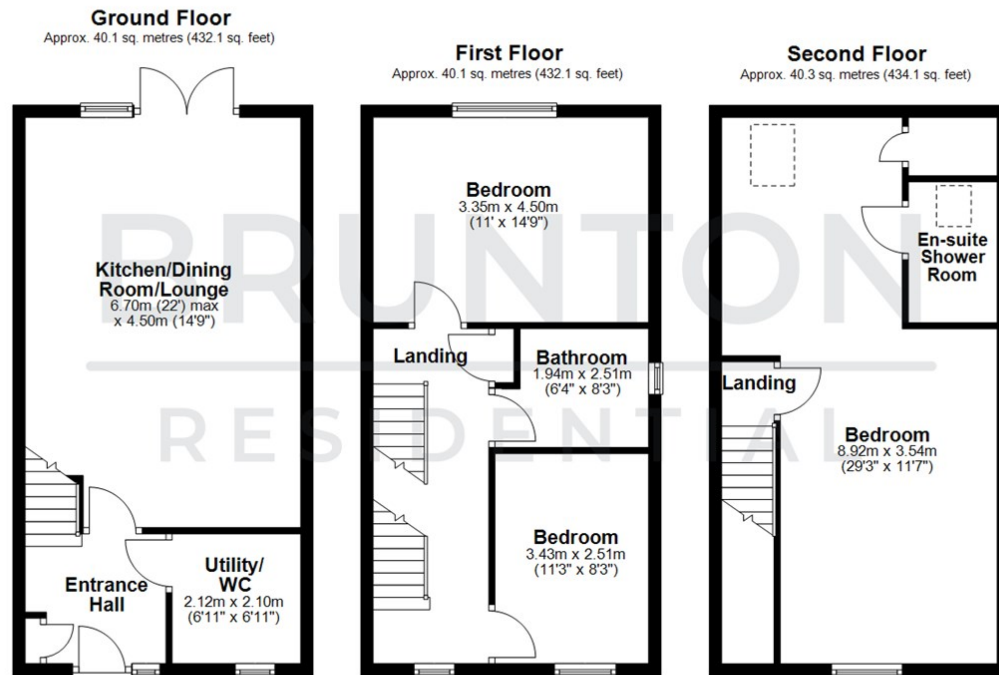 Ground Floor
Approx. 40.1 sq. metres (432.1 sq. feet)
Kitchen/Dining
Room/Lounge
6.70m (22') max
x 4.50m (14'9")
Entrance
Hall
Utility/
WC
2.12m x 2.10m
(6'11" x 6'11")
First Floor
Approx. 40.1 sq. metres (432.1 sq. feet)
Bedroom
3.35m x 4.50m
(11' x 14'9")
Landing
Bathroom
1.94m x 2.51m
(6'4" x 8'3")
Bedroom
3.43m x 2.51m
(11'3" x 8'3")
Second Floor
Approx. 40.3 sq. metres (434.1 sq. feet)
En-suite
Shower
Room
Landing
Bedroom
8.92m x 3.54m
(29'3" x 11'7")
BRUNTON
RESIDENTIAL